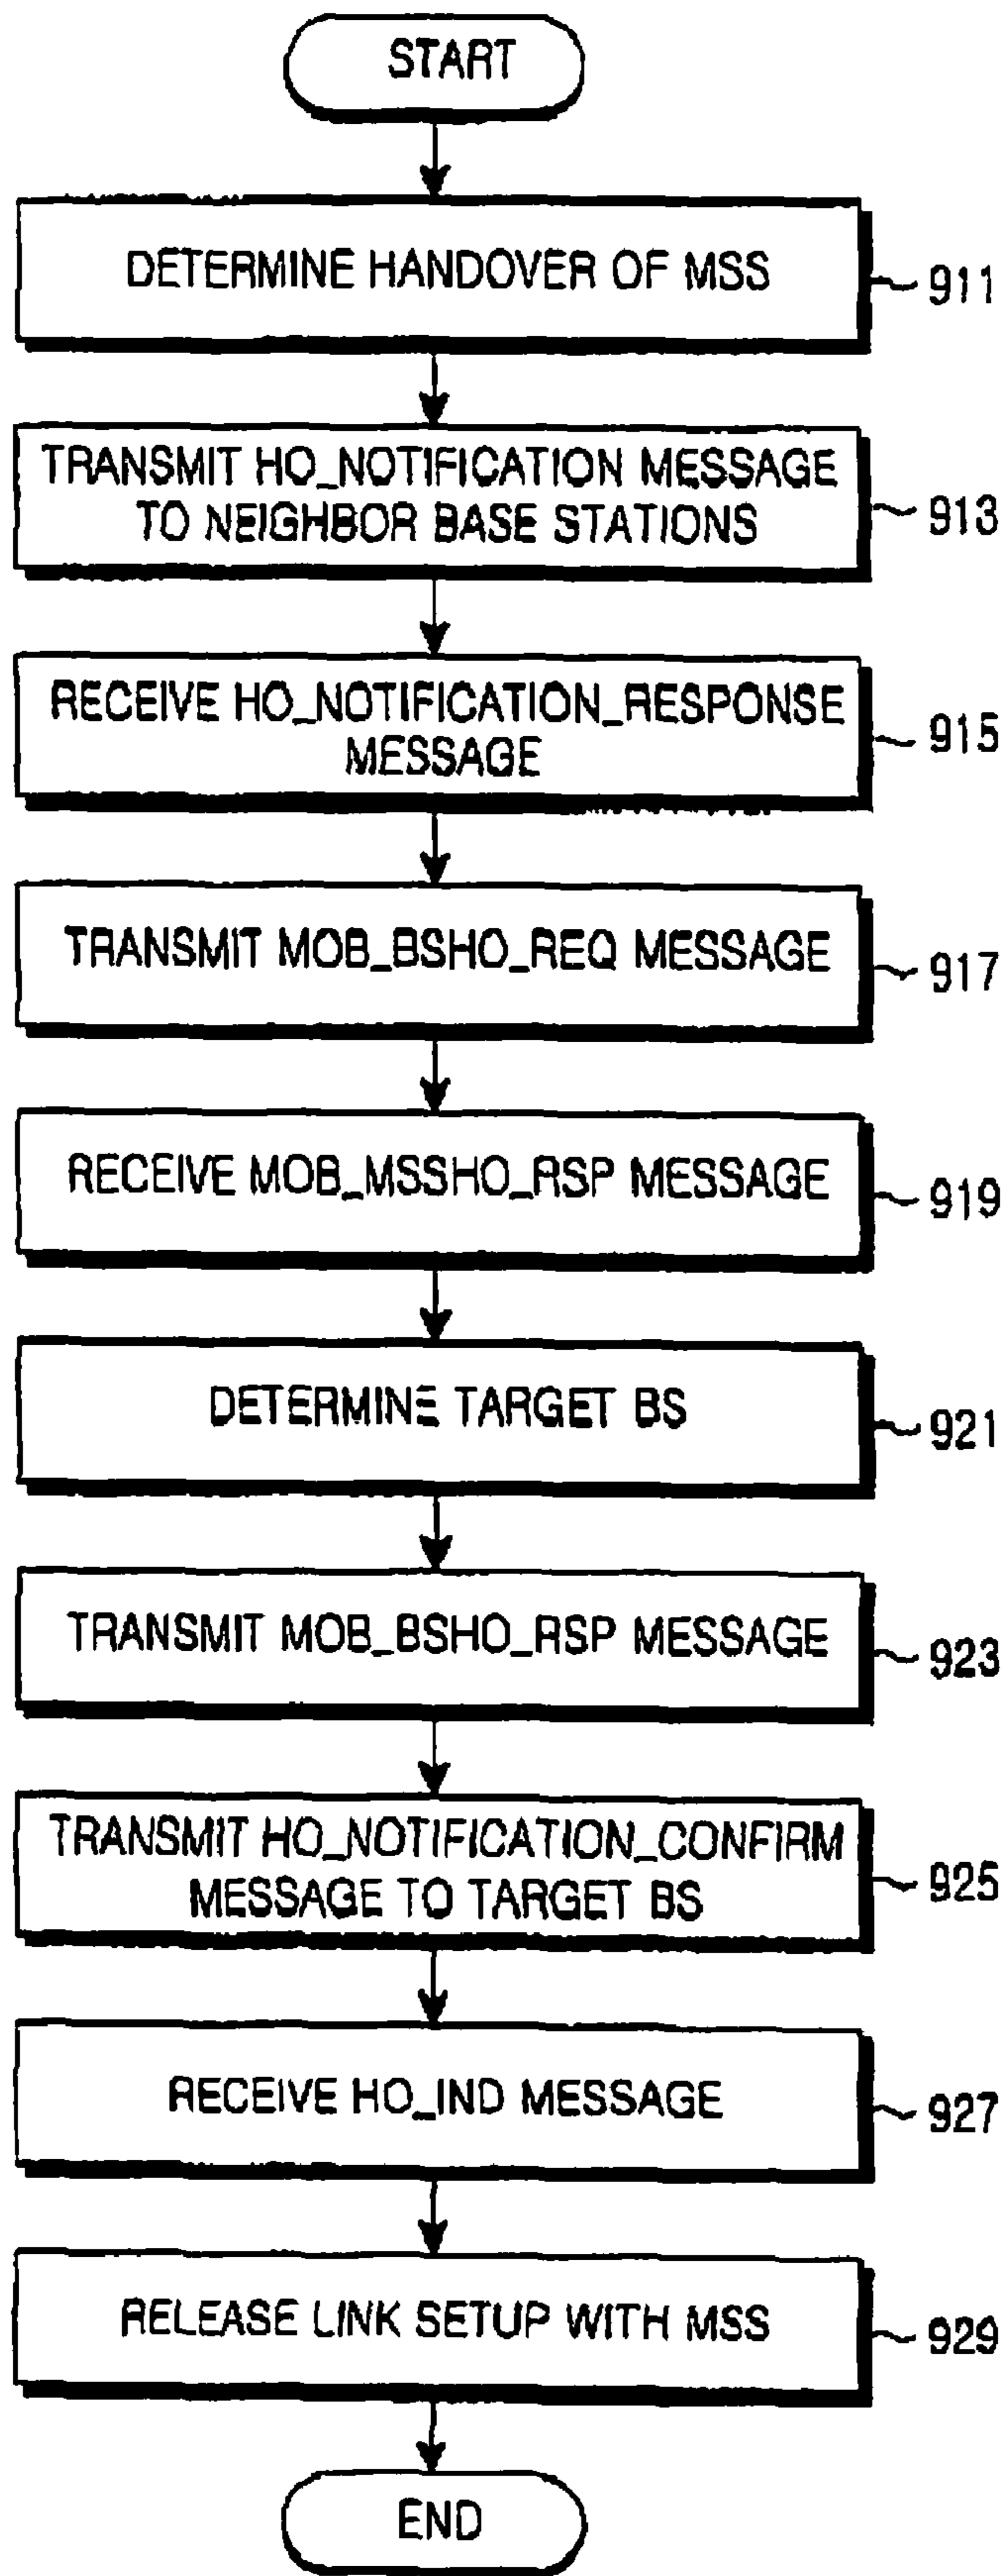 START
DETERMINE HANDOVER OF MSS
911
TRANSMIT HO_NOTIFICATION MESSAGE
TO NEIGHBOR BASE STATIONS
913
RECEIVE HO_NOTIFICATION_RESPONSE
MESSAGE
915
TRANSMIT MOB_BSHO_REQ MESSAGE
917
RECEIVE MOB_MSSHO_RSP MESSAGE
919
DETERMINE TARGET BS
921
TRANSMIT MOB_BSHO_RSP MESSAGE
923
TRANSMIT HO_NOTIFICATION_CONFIRM
MESSAGE TO TARGET BS
925
RECEIVE HO_IND MESSAGE
927
RELEASE LINK SETUP WITH MSS
929
END